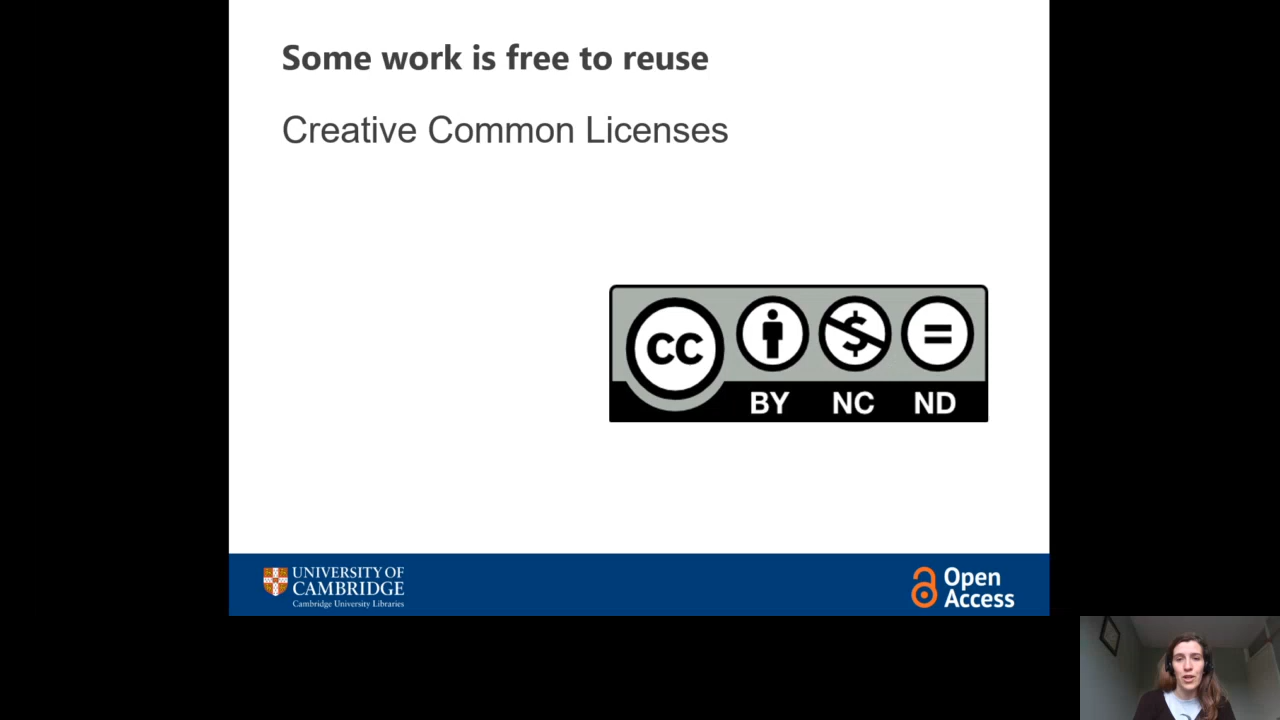 Some work is free to reuse
Creative Common Licenses
CC
BY NC ND
UNIVERSITY OF
CAMBRIDGE
Cambridge University Libraries
Open
Access